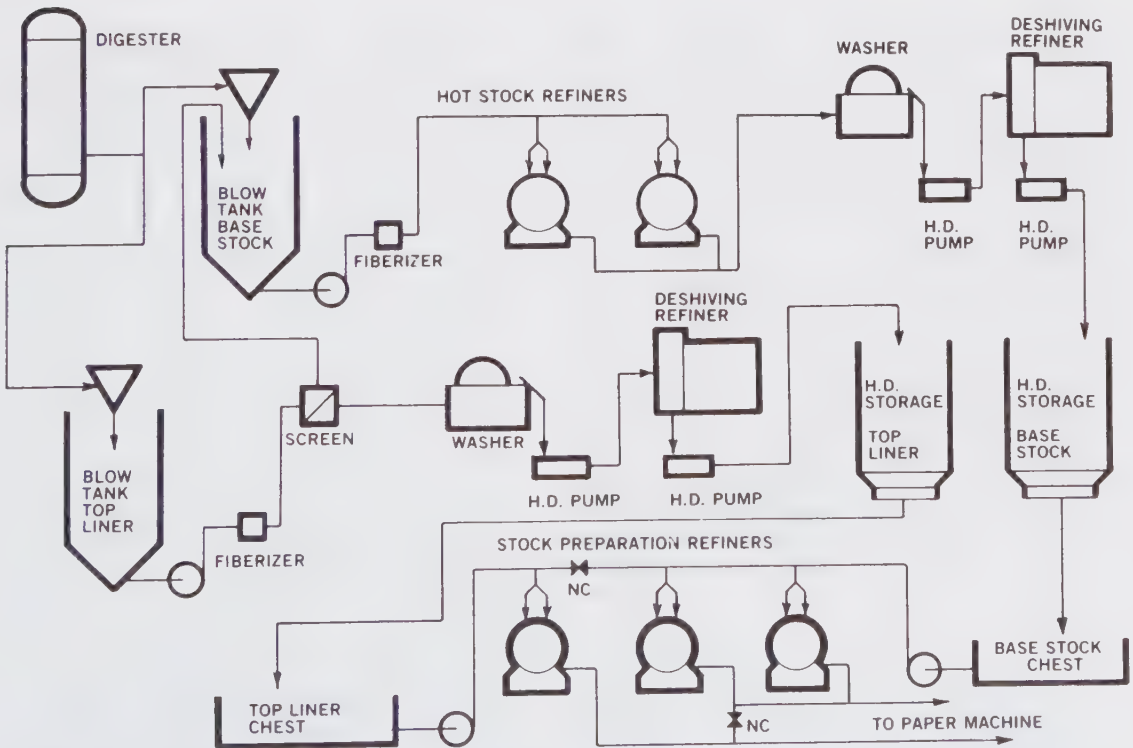 DIGESTER
WASHER
DESHIVING
REFINER
HOT STOCK REFINERS
BLOW
TANK
BASE
STOCK
FIBERIZER
H.D.
PUMP
H.D.
PUMP
DESHIVING
REFINER
SCREEN
WASHER
H.D. PUMP
H.D. PUMP
H.D.
STORAGE
TOP
LINER
H.D.
STORAGE
BASE
STOCK
BLOW
TANK
TOP
LINER
FIBERIZER
STOCK PREPARATION REFINERS
NC
BASE STOCK
CHEST
TOP LINER
CHEST
NC
TO PAPER MACHINE